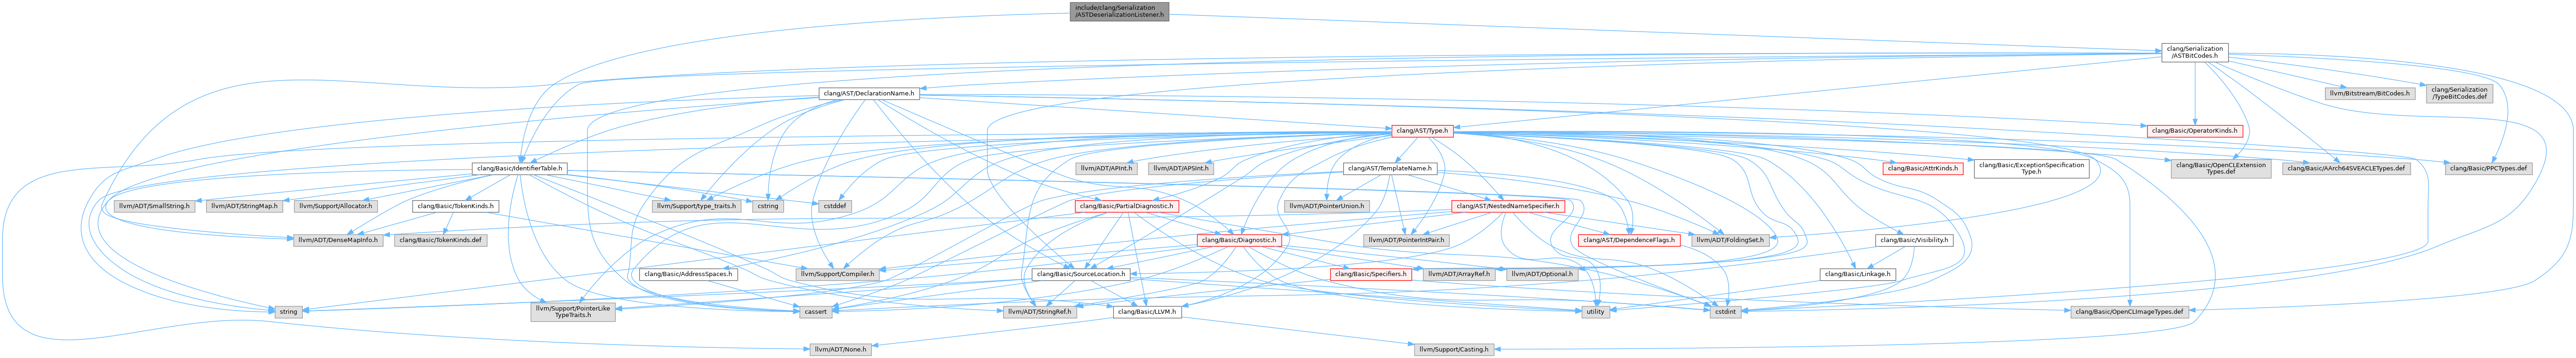 include/clang/Serialization
/ASTDeserializationListener.h
clang/Serialization
/ASTBitCodes.h
clang/AST/DeclarationName.h
llvm/Bitstream/BitCodes.h
clang/Serialization
/TypeBitCodes.def
clang/AST/Type.h
clang/Basic/OperatorKinds.h
clang/Basic/IdentifierTable.h
llvm/ADT/APInt.h
llvm/ADT/APSInt.h
clang/AST/TemplateName.h
clang/Basic/AttrKinds.h
clang/Basic/ExceptionSpecification
Type.h
clang/Basic/OpenCLExtension
Types.def
clang/Basic/AArch64SVEACLETypes.def
clang/Basic/PPCTypes.def
llvm/ADT/SmallString.h
llvm/ADT/StringMap.h
llvm/Support/Allocator.h
clang/Basic/TokenKinds.h
llvm/Support/type_traits.h
cstring
cstddef
clang/Basic/PartialDiagnostic.h
llvm/ADT/PointerUnion.h
clang/AST/NestedNameSpecifier.h
llvm/ADT/DenseMapInfo.h
clang/Basic/TokenKinds.def
clang/Basic/Diagnostic.h
llvm/ADT/PointerIntPair.h
clang/AST/DependenceFlags.h
llvm/ADT/FoldingSet.h
clang/Basic/Visibility.h
clang/Basic/AddressSpaces.h
llvm/Support/Compiler.h
clang/Basic/SourceLocation.h
clang/Basic/Specifiers.h
llvm/ADT/ArrayRef.h
llvm/ADT/Optional.h
clang/Basic/Linkage.h
string
llvm/Support/PointerLike
TypeTraits.h
cassert
llvm/ADT/StringRef.h
clang/Basic/LLVM.h
utility
cstdint
clang/Basic/OpenCLImageTypes.def
llvm/ADT/None.h
llvm/Support/Casting.h